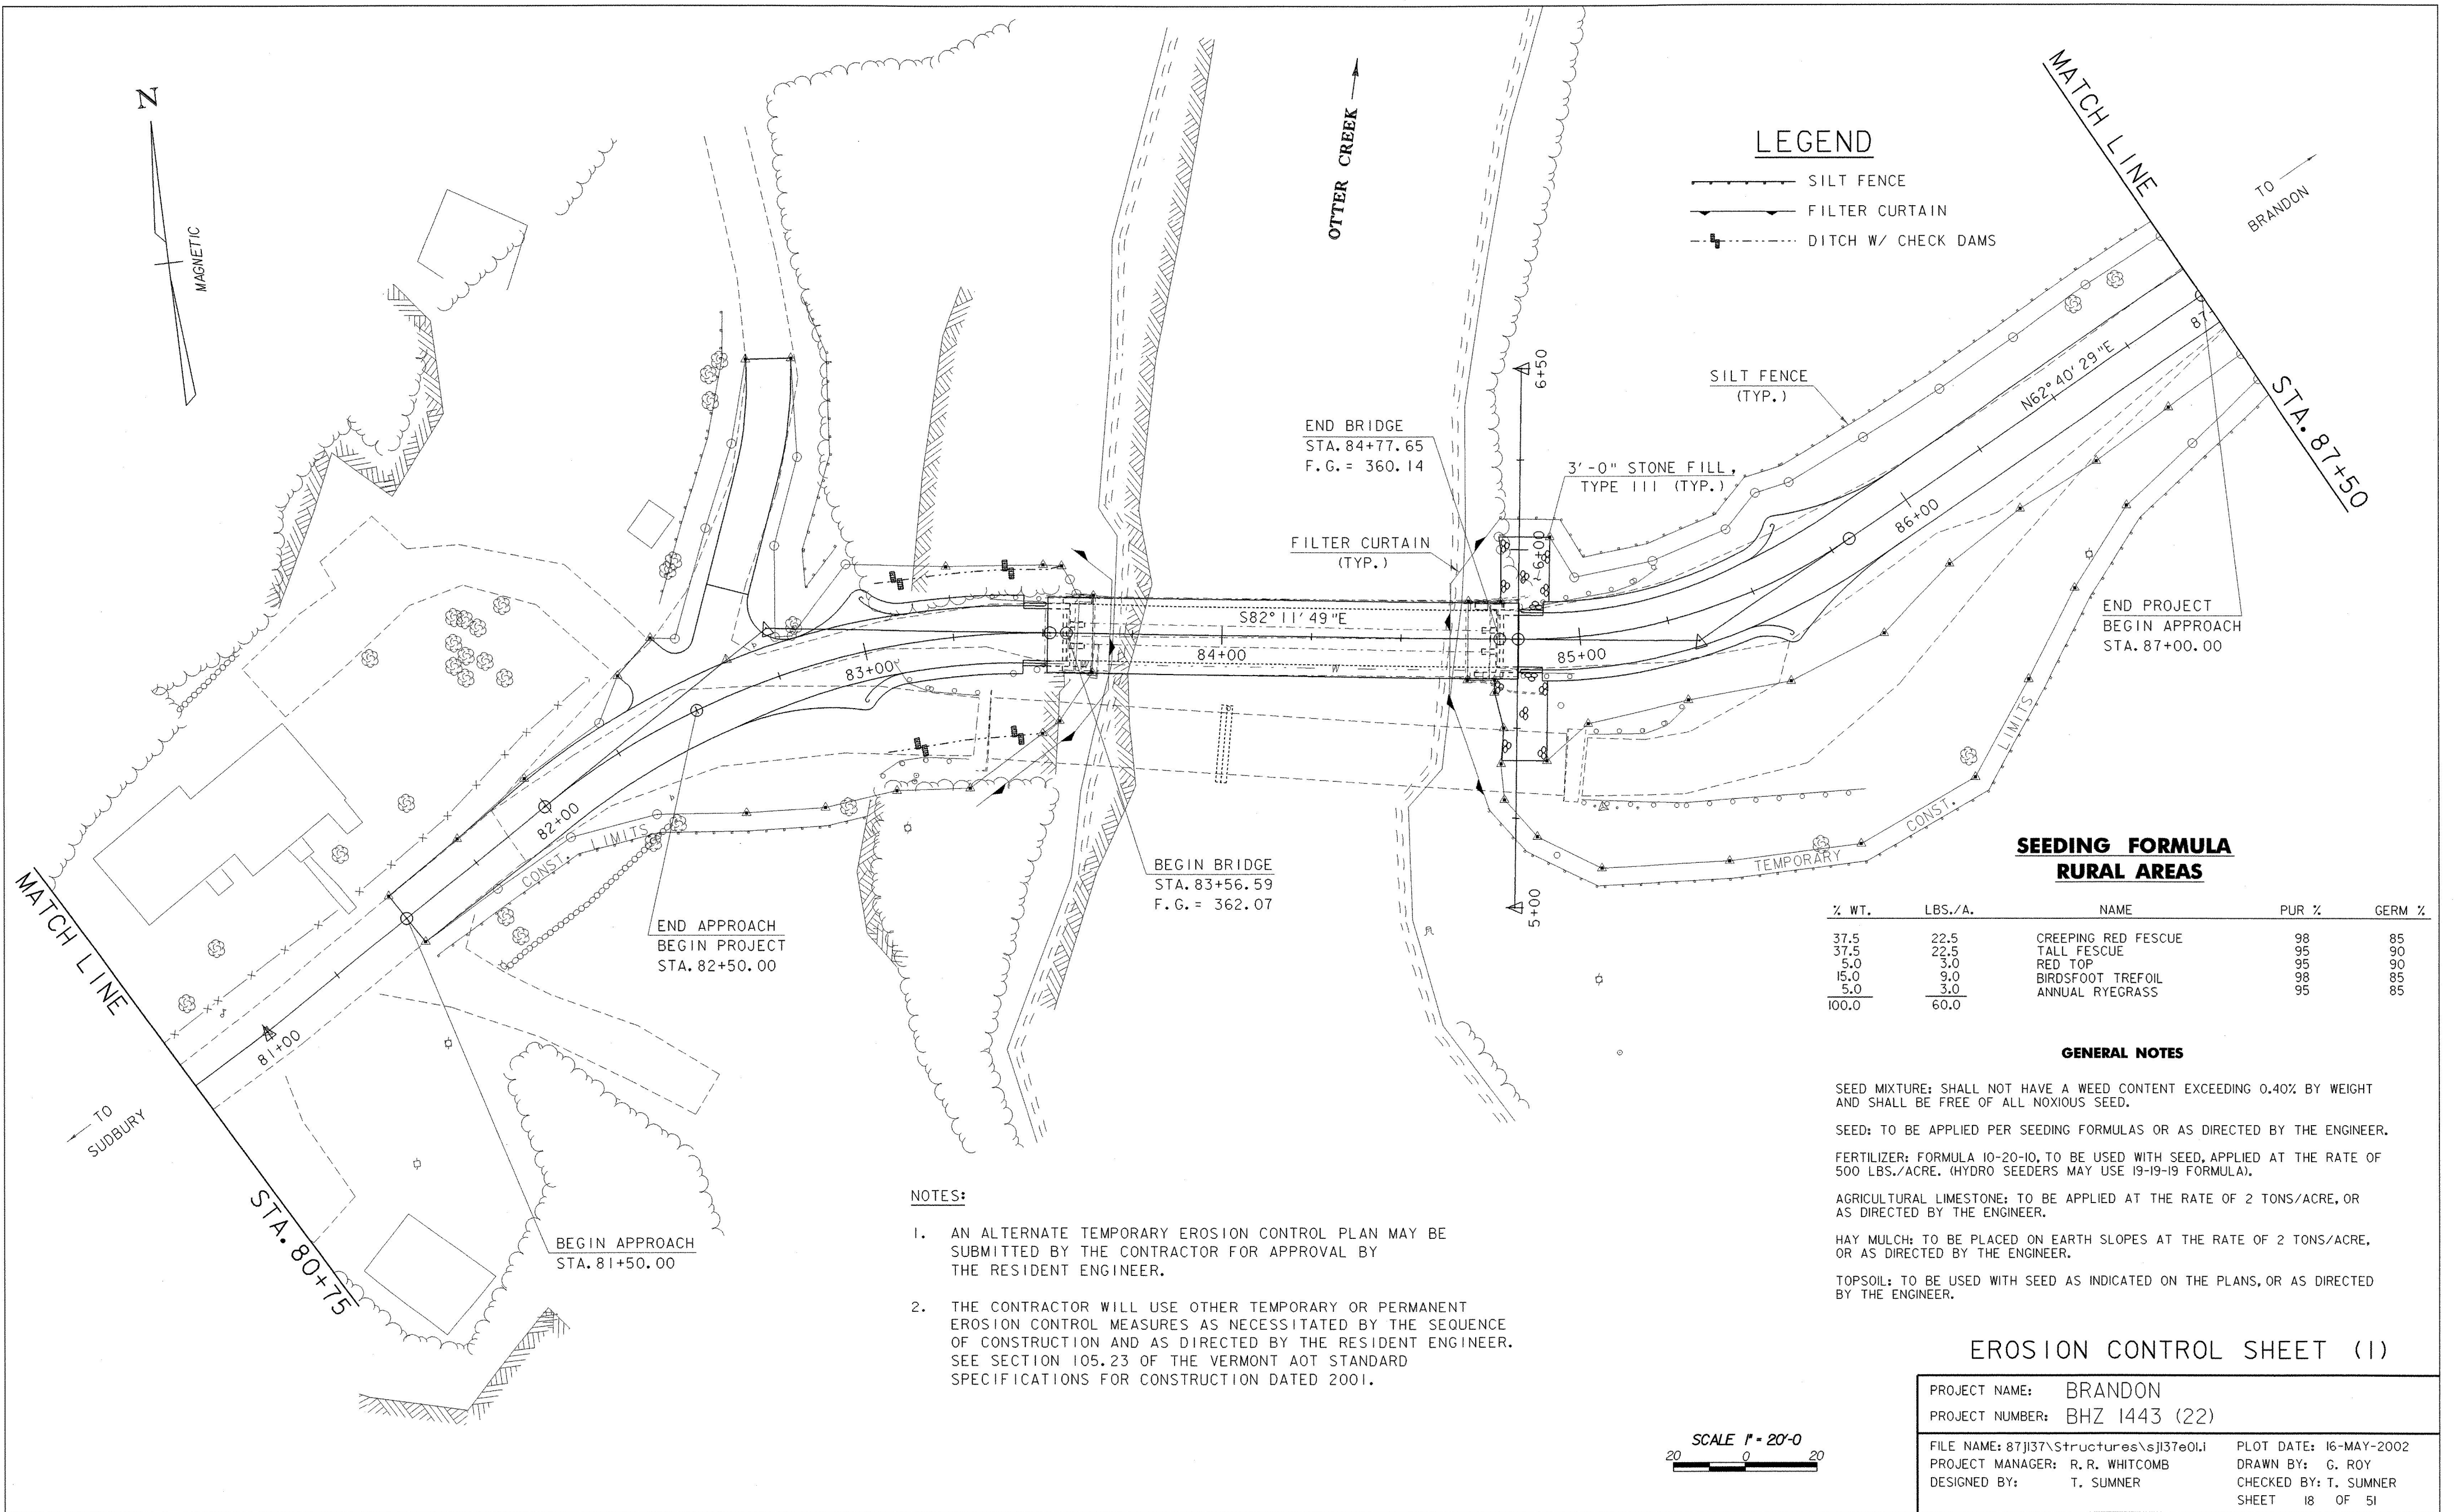 N
MAGNETIC
OTTER CREEK
LEGEND
SILT FENCE
FILTER CURTAIN
DITCH W/ CHECK DAMS
MATCH LINE
STA. 87+50
TO
BRANDON
SILT FENCE
(TYP.)
N62° 40' 29"E
87
6+50
END BRIDGE
STA. 84+77.65
F.G. = 360.14
3'-0" STONE FILL,
TYPE III (TYP.)
FILTER CURTAIN
(TYP.)
6+00
86+00
S82° 11' 49"E
83+00
84+00
85+00
END PROJECT
BEGIN APPROACH
STA. 87+00.00
82+00
CONST. LIMITS
TEMPORARY CONST. LIMITS
5+00
BEGIN BRIDGE
STA. 83+56.59
F.G. = 362.07
END APPROACH
BEGIN PROJECT
STA. 82+50.00
MATCH LINE
STA. 80+75
81+00
TO
SUDBURY
BEGIN APPROACH
STA. 81+50.00
SEEDING FORMULA
RURAL AREAS
% WT. LBS./A. NAME PUR % GERM %
37.5 22.5 CREEPING RED FESCUE 98 85
37.5 22.5 TALL FESCUE 95 90
5.0 3.0 RED TOP 95 90
15.0 9.0 BIRDSFOOT TREFOIL 98 85
5.0 3.0 ANNUAL RYEGRASS 95 85
100.0 60.0
GENERAL NOTES
SEED MIXTURE: SHALL NOT HAVE A WEED CONTENT EXCEEDING 0.40% BY WEIGHT
AND SHALL BE FREE OF ALL NOXIOUS SEED.
SEED: TO BE APPLIED PER SEEDING FORMULAS OR AS DIRECTED BY THE ENGINEER.
FERTILIZER: FORMULA 10-20-10, TO BE USED WITH SEED, APPLIED AT THE RATE OF
500 LBS./ACRE. (HYDRO SEEDERS MAY USE 19-19-19 FORMULA).
AGRICULTURAL LIMESTONE: TO BE APPLIED AT THE RATE OF 2 TONS/ACRE, OR
AS DIRECTED BY THE ENGINEER.
HAY MULCH: TO BE PLACED ON EARTH SLOPES AT THE RATE OF 2 TONS/ACRE,
OR AS DIRECTED BY THE ENGINEER.
TOPSOIL: TO BE USED WITH SEED AS INDICATED ON THE PLANS, OR AS DIRECTED
BY THE ENGINEER.
NOTES:
1. AN ALTERNATE TEMPORARY EROSION CONTROL PLAN MAY BE
SUBMITTED BY THE CONTRACTOR FOR APPROVAL BY
THE RESIDENT ENGINEER.
2. THE CONTRACTOR WILL USE OTHER TEMPORARY OR PERMANENT
EROSION CONTROL MEASURES AS NECESSITATED BY THE SEQUENCE
OF CONSTRUCTION AND AS DIRECTED BY THE RESIDENT ENGINEER.
SEE SECTION 105.23 OF THE VERMONT AOT STANDARD
SPECIFICATIONS FOR CONSTRUCTION DATED 2001.
SCALE 1" = 20'-0
20 0 20
EROSION CONTROL SHEET (1)
PROJECT NAME: BRANDON
PROJECT NUMBER: BHZ 1443 (22)
FILE NAME: 87j137\Structures\sj137e01.i PLOT DATE: 16-MAY-2002
PROJECT MANAGER: R. R. WHITCOMB DRAWN BY: G. ROY
DESIGNED BY: T. SUMNER CHECKED BY: T. SUMNER
SHEET 18 OF 51